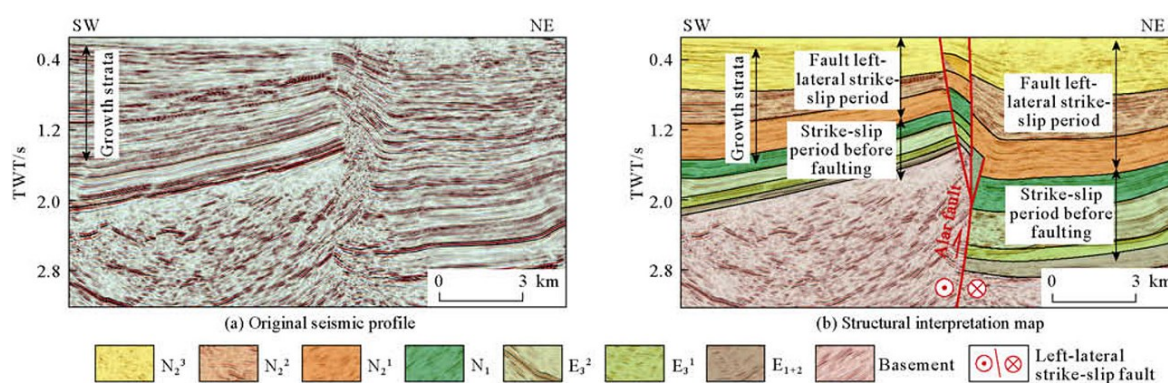 SW
NE
0.4
1.2
2.0
2.8
TWT/s
Growth strata
0
3 km
(a) Original seismic profile
SW
NE
0.4
1.2
2.0
2.8
TWT/s
Growth strata
Fault left-
lateral strike-
slip period
Strike-slip
period before
faulting
Fault left-
lateral strike-
slip period
Strike-slip
period before
faulting
Alar fault
0
3 km
(b) Structural interpretation map
N₂³
N₂²
N₂¹
N₁
E₃²
E₃¹
E₁₊₂
Basement
Left-lateral
strike-slip fault